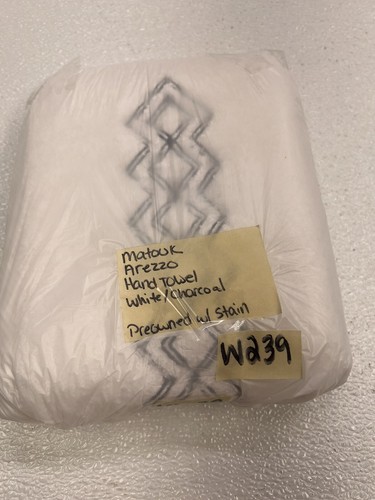 Matouk
Arezzo
Hand Towel
White/Charcoal
Preowned w/ stain
W239